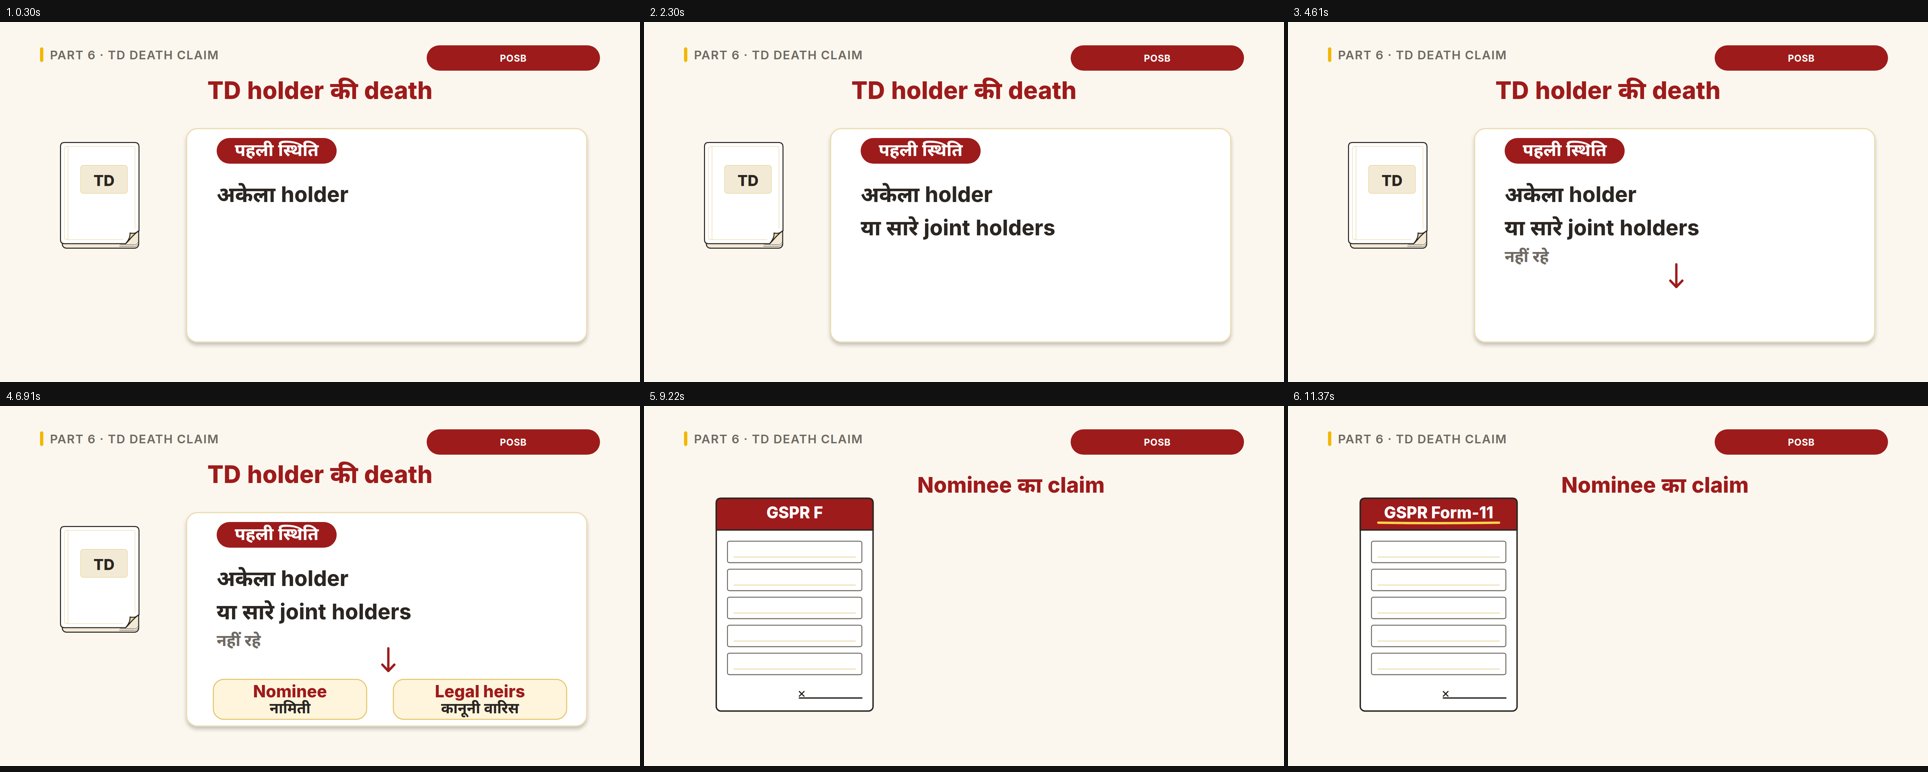 1. 0.30s
PART 6 · TD DEATH CLAIM
POSB
TD holder की death
TD
पहली स्थिति
अकेला holder
2. 2.30s
PART 6 · TD DEATH CLAIM
POSB
TD holder की death
TD
पहली स्थिति
अकेला holder
या सारे joint holders
3. 4.61s
PART 6 · TD DEATH CLAIM
POSB
TD holder की death
TD
पहली स्थिति
अकेला holder
या सारे joint holders
नहीं रहे
4. 6.91s
PART 6 · TD DEATH CLAIM
POSB
TD holder की death
TD
पहली स्थिति
अकेला holder
या सारे joint holders
नहीं रहे
Nominee
नामिती
Legal heirs
कानूनी वारिस
5. 9.22s
PART 6 · TD DEATH CLAIM
POSB
Nominee का claim
GSPR F
×
6. 11.37s
PART 6 · TD DEATH CLAIM
POSB
Nominee का claim
GSPR Form-11
×